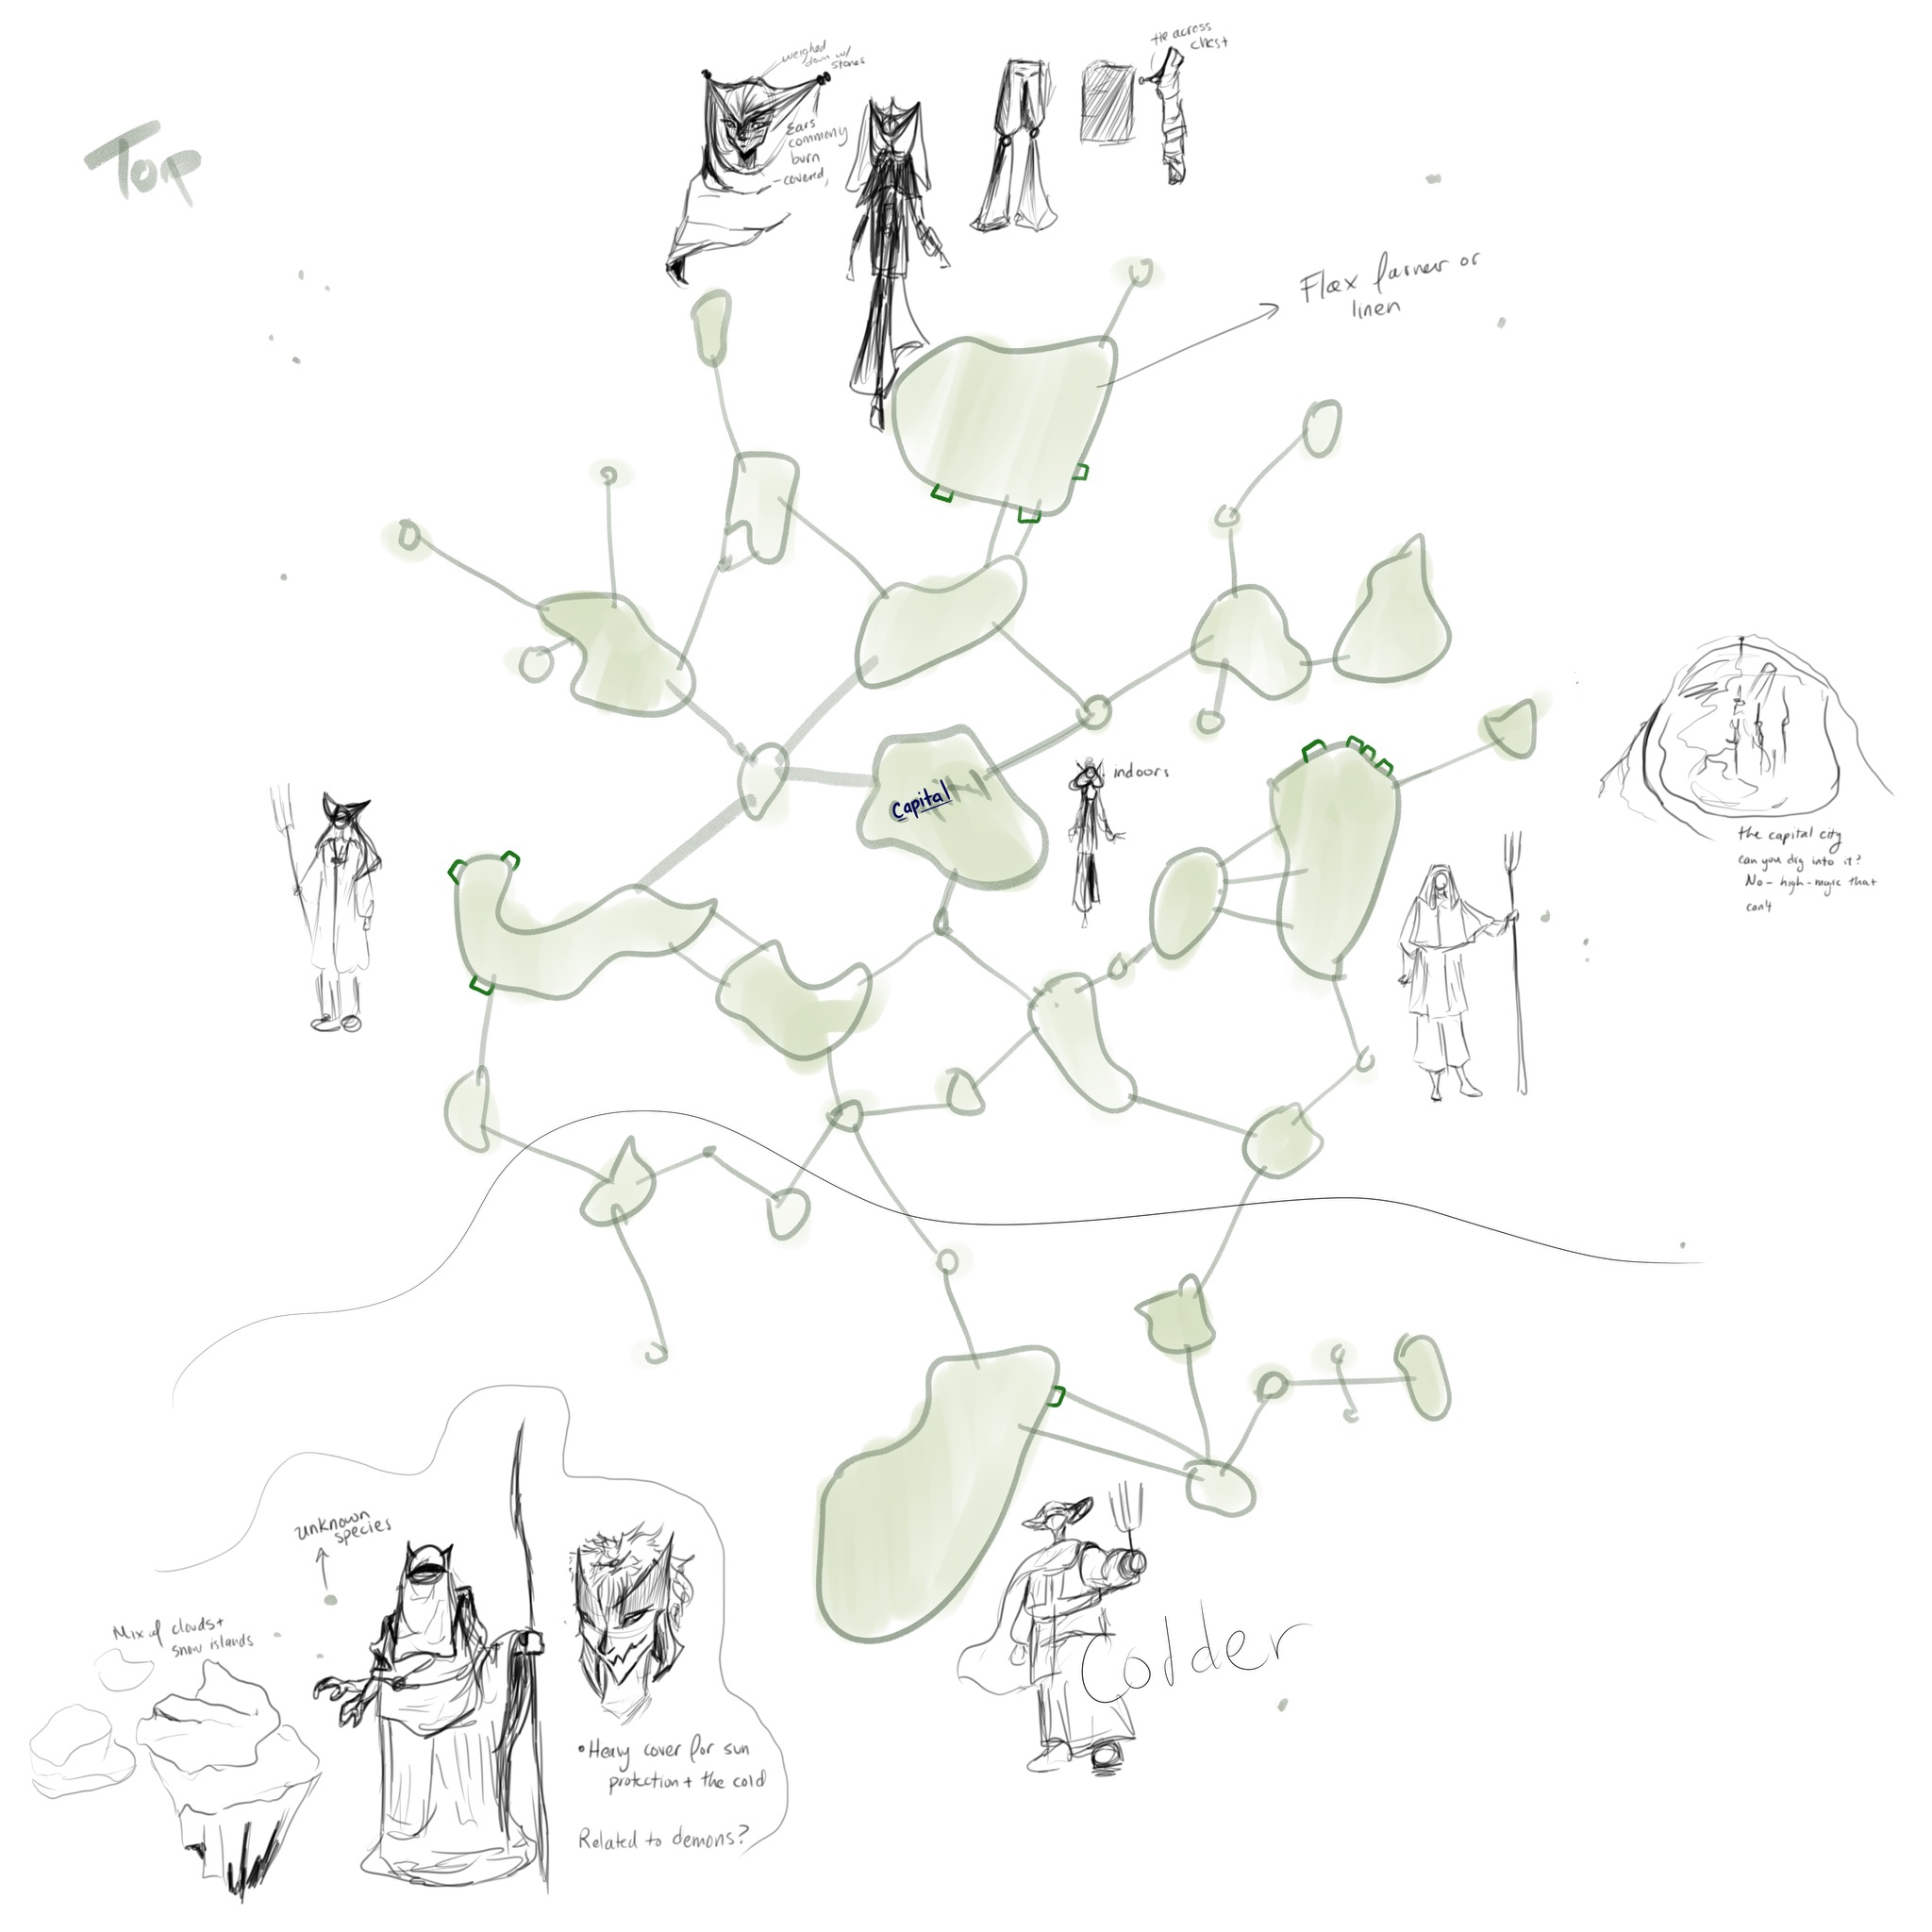 Top
weighed
down w/
stones
Ears
commonly
burn
-covered,
tie across
chest
Flax farmer or
linen
Capital
indoors
the capital city
can you dig into it?
No - high-magic that
can't
unknown
species
Mix of clouds +
snow islands
• Heavy cover for sun
protection + the cold
Related to demons?
Colder